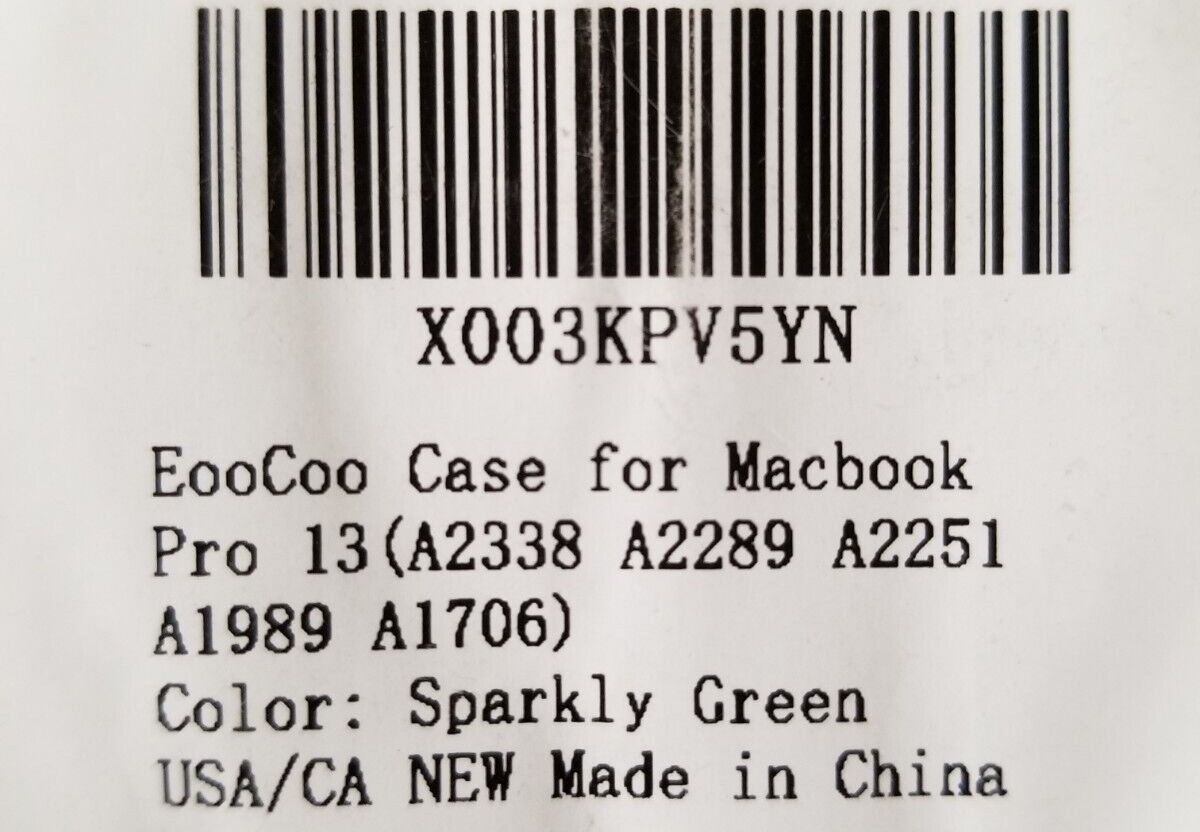 X003KPV5YN
EooCoo Case for Macbook
Pro 13(A2338 A2289 A2251
A1989 A1706)
Color: Sparkly Green
USA/CA NEW Made in China